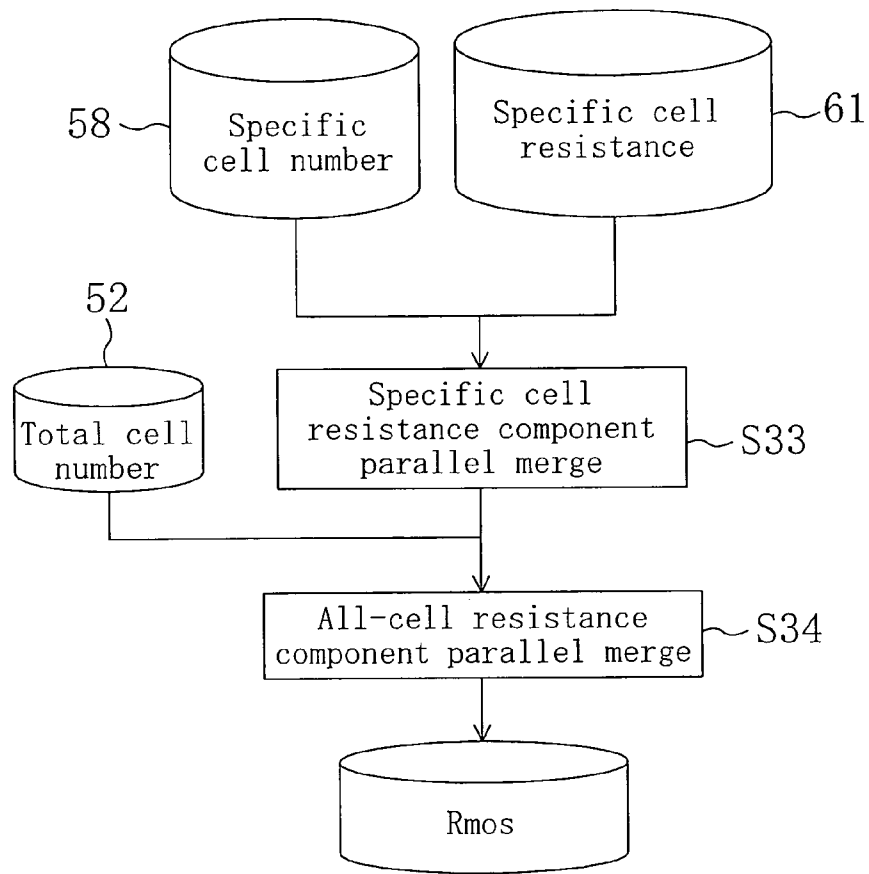 58
Specific
cell number
Specific cell
resistance
61
52
Total cell
number
Specific cell
resistance component
parallel merge
S33
All-cell resistance
component parallel merge
S34
Rmos